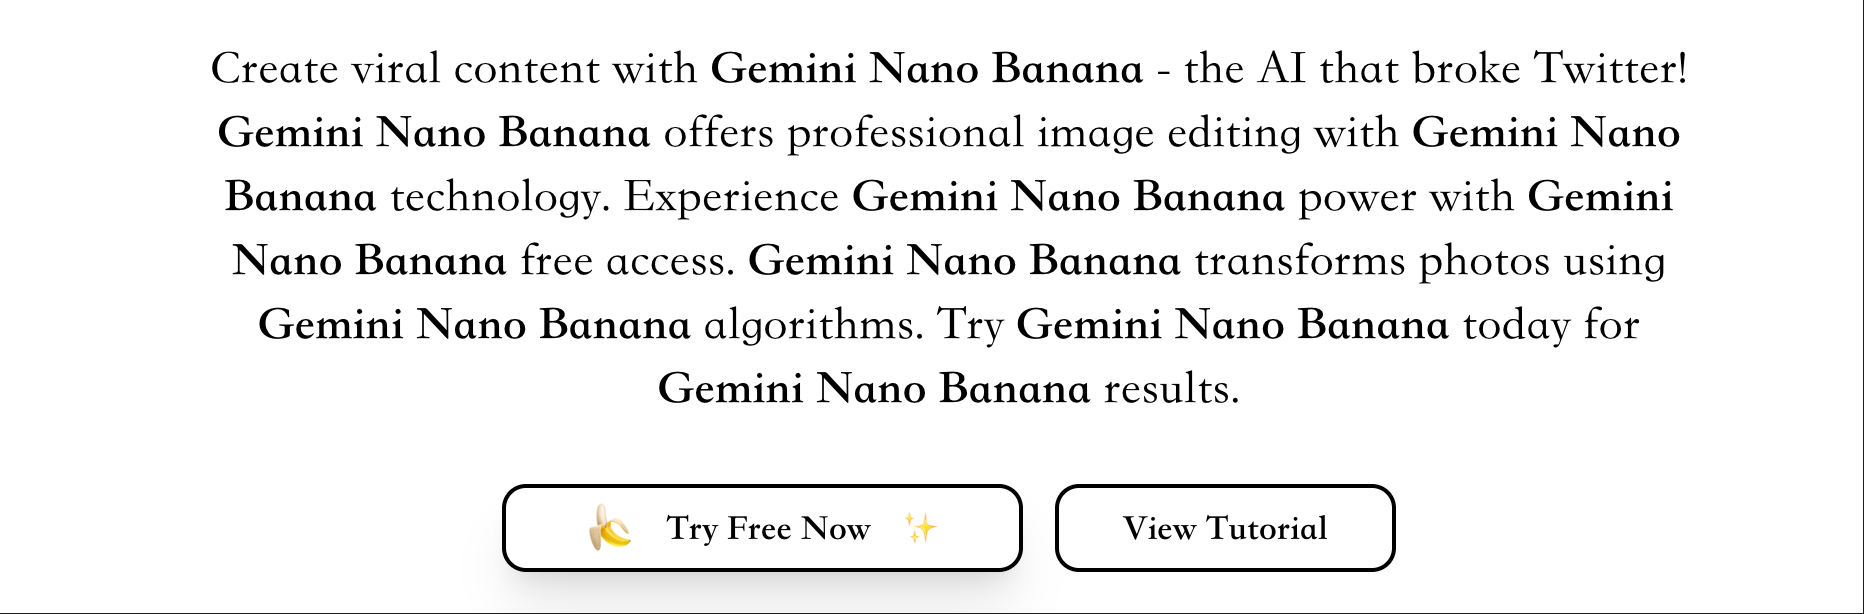 Create viral content with Gemini Nano Banana - the AI that broke Twitter!
Gemini Nano Banana offers professional image editing with Gemini Nano
Banana technology. Experience Gemini Nano Banana power with Gemini
Nano Banana free access. Gemini Nano Banana transforms photos using
Gemini Nano Banana algorithms. Try Gemini Nano Banana today for
Gemini Nano Banana results.
🍌 Try Free Now ✨
View Tutorial